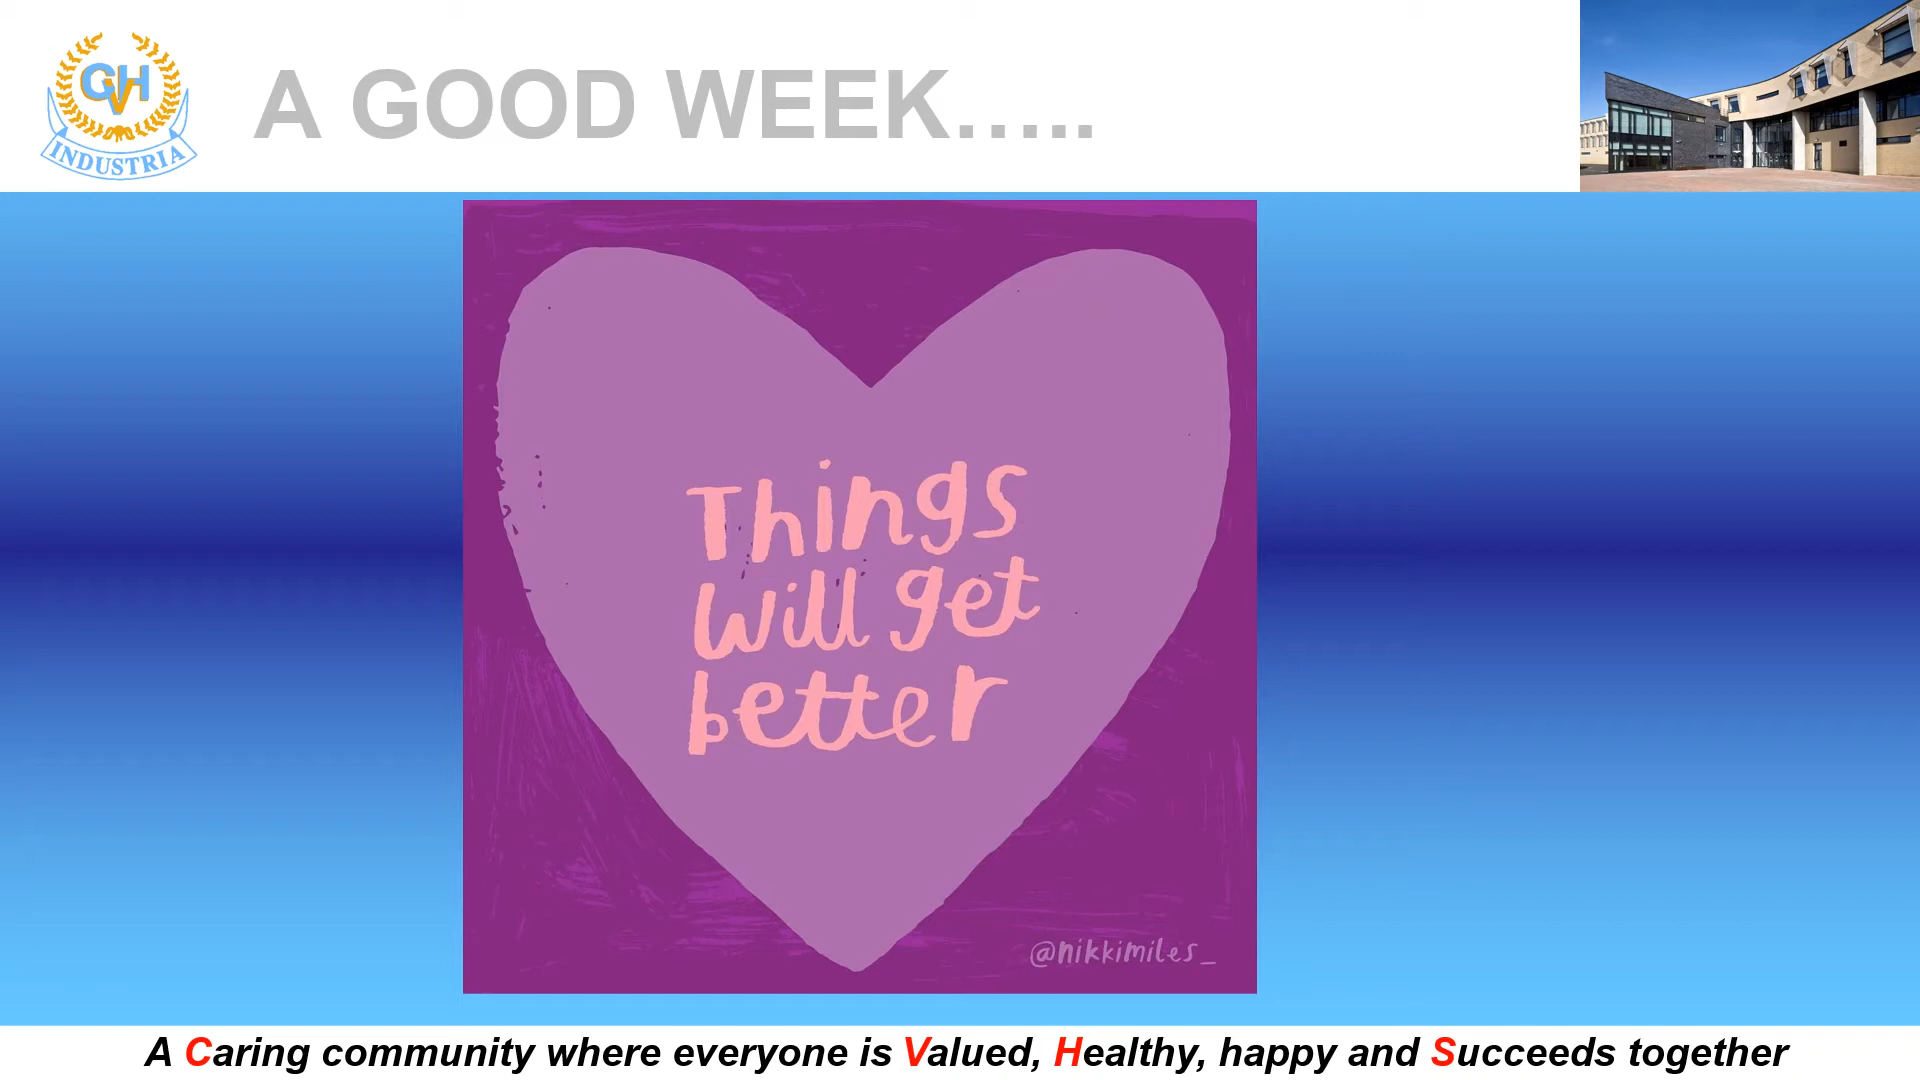 GVH
INDUSTRIA
A GOOD WEEK…..
Things
will get
better
@nikkimiles_
A Caring community where everyone is Valued, Healthy, happy and Succeeds together